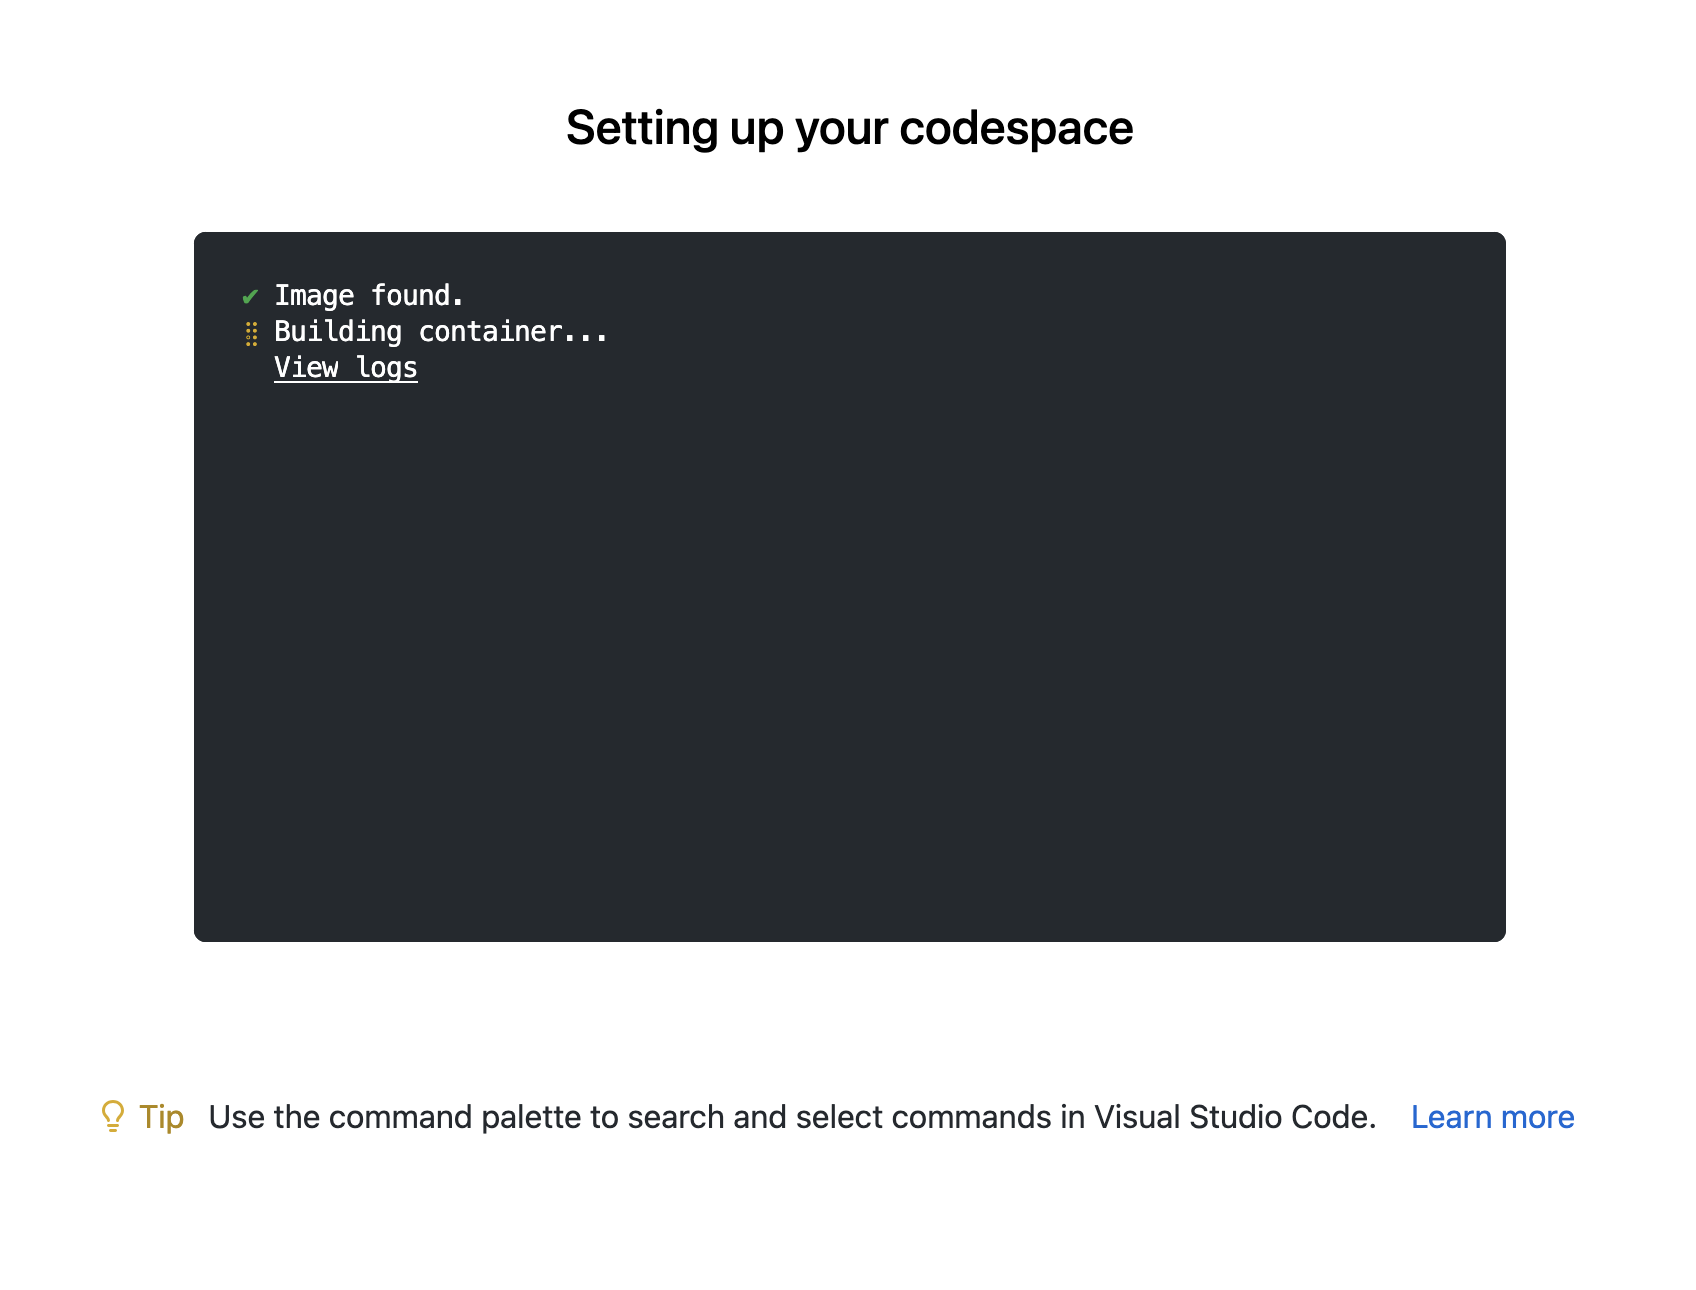 Setting up your codespace
✔ Image found.
⣿ Building container...
View logs
Tip Use the command palette to search and select commands in Visual Studio Code. Learn more